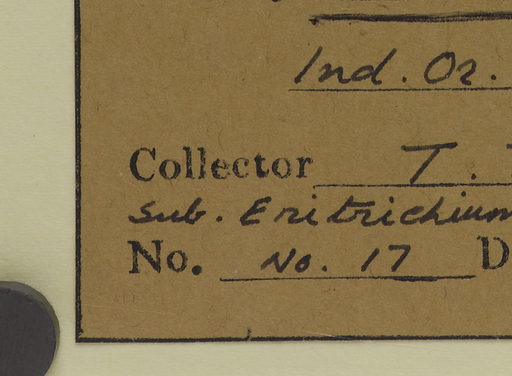 Ind. Or.
Collector T.
sub. Eritrichium
No. No. 17 D